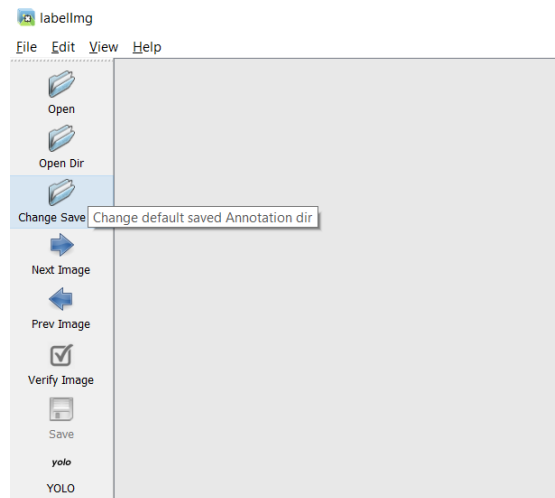 labelImg
File Edit View Help
Open
Open Dir
Change Save
Change default saved Annotation dir
Next Image
Prev Image
Verify Image
Save
yolo
YOLO